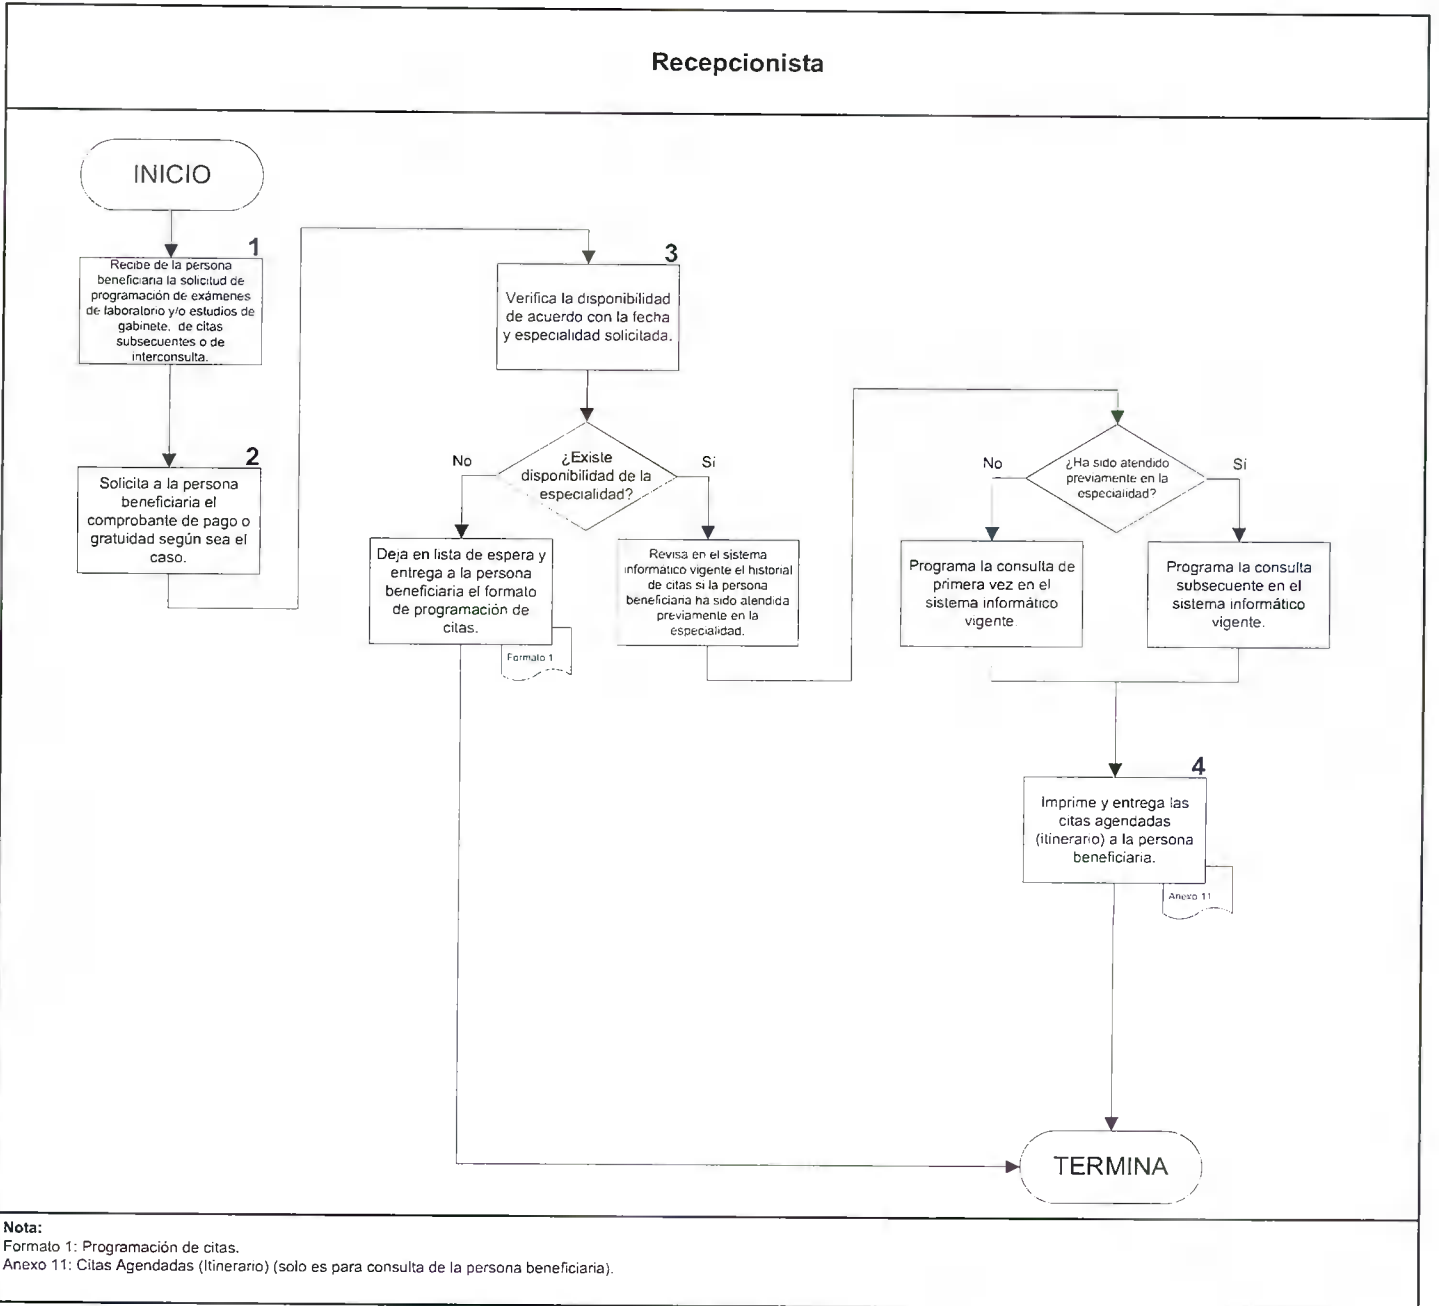 Recepcionista
INICIO
1
Recibe de la persona
beneficiaria la solicitud de
programación de exámenes
de laboratorio y/o estudios de
gabinete, de citas
subsecuentes o de
interconsulta.
2
Solicita a la persona
beneficiaria el
comprobante de pago o
gratuidad según sea el
caso.
3
Verifica la disponibilidad
de acuerdo con la fecha
y especialidad solicitada.
¿Existe
disponibilidad de la
especialidad?
No
Si
Deja en lista de espera y
entrega a la persona
beneficiaria el formato
de programación de
citas.
Formato 1
Revisa en el sistema
informático vigente el historial
de citas si la persona
beneficiaria ha sido atendida
previamente en la
especialidad.
¿Ha sido atendido
previamente en la
especialidad?
No
Si
Programa la consulta de
primera vez en el
sistema informático
vigente.
Programa la consulta
subsecuente en el
sistema informático
vigente.
4
Imprime y entrega las
citas agendadas
(itinerario) a la persona
beneficiaria.
Anexo 11
TERMINA
Nota:
Formato 1: Programación de citas.
Anexo 11: Citas Agendadas (Itinerario) (solo es para consulta de la persona beneficiaria).